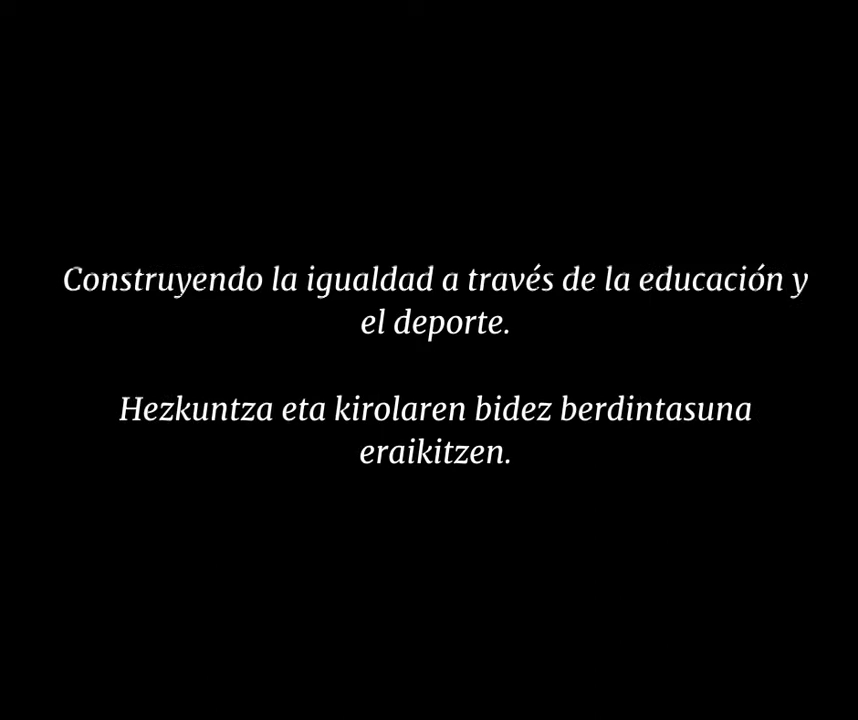 Construyendo la igualdad a través de la educación y
el deporte.
Hezkuntza eta kirolaren bidez berdintasuna
eraikitzen.